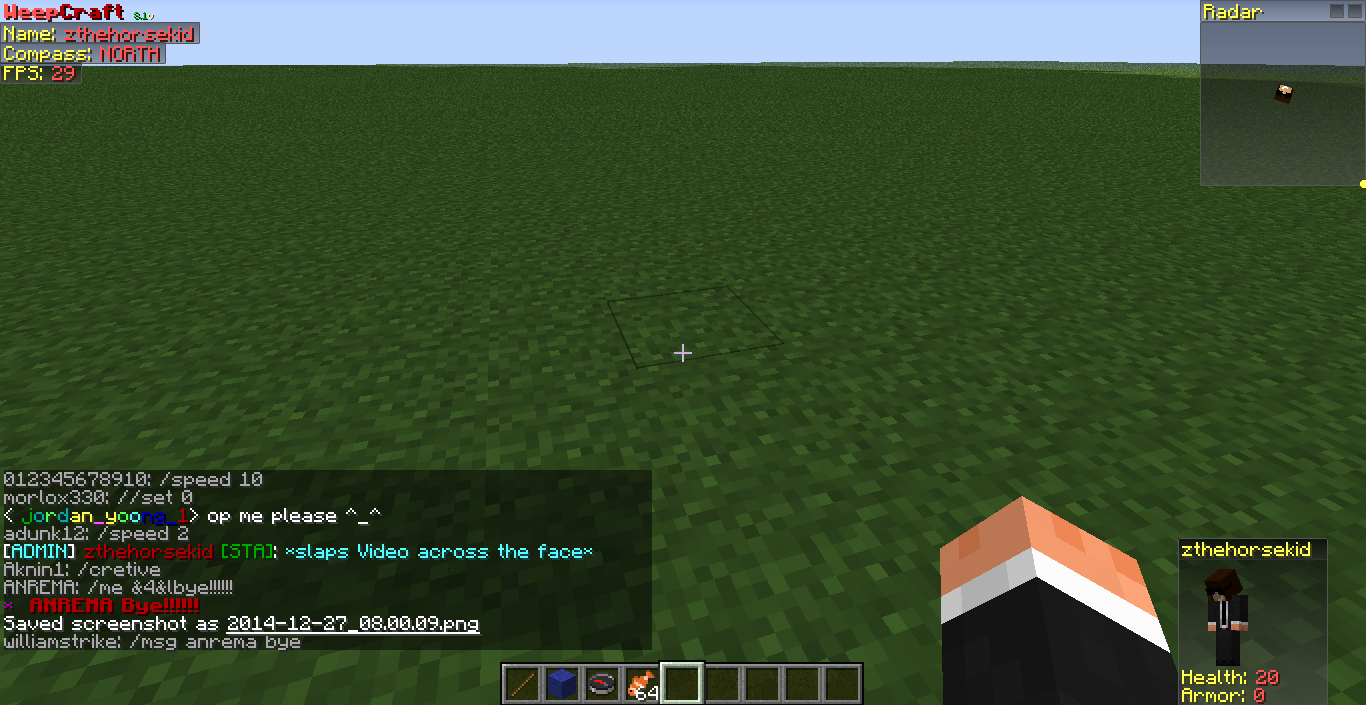 WeepCraft 8.1v
Name: zthehorsekid
Compass: NORTH
FPS: 29
Radar
012345678910: /speed 10
morlox330: //set 0
< jordan_yoong_1> op me please ^_^
adunk12: /speed 2
[ADMIN] zthehorsekid [STA]: *slaps Video across the face*
Aknin1: /cretive
ANREMA: /me &4&lbye!!!!!!
* ANREMA Bye!!!!!!
Saved screenshot as 2014-12-27_08.00.09.png
williamstrike: /msg anrema bye
64
zthehorsekid
Health: 20
Armor: 0